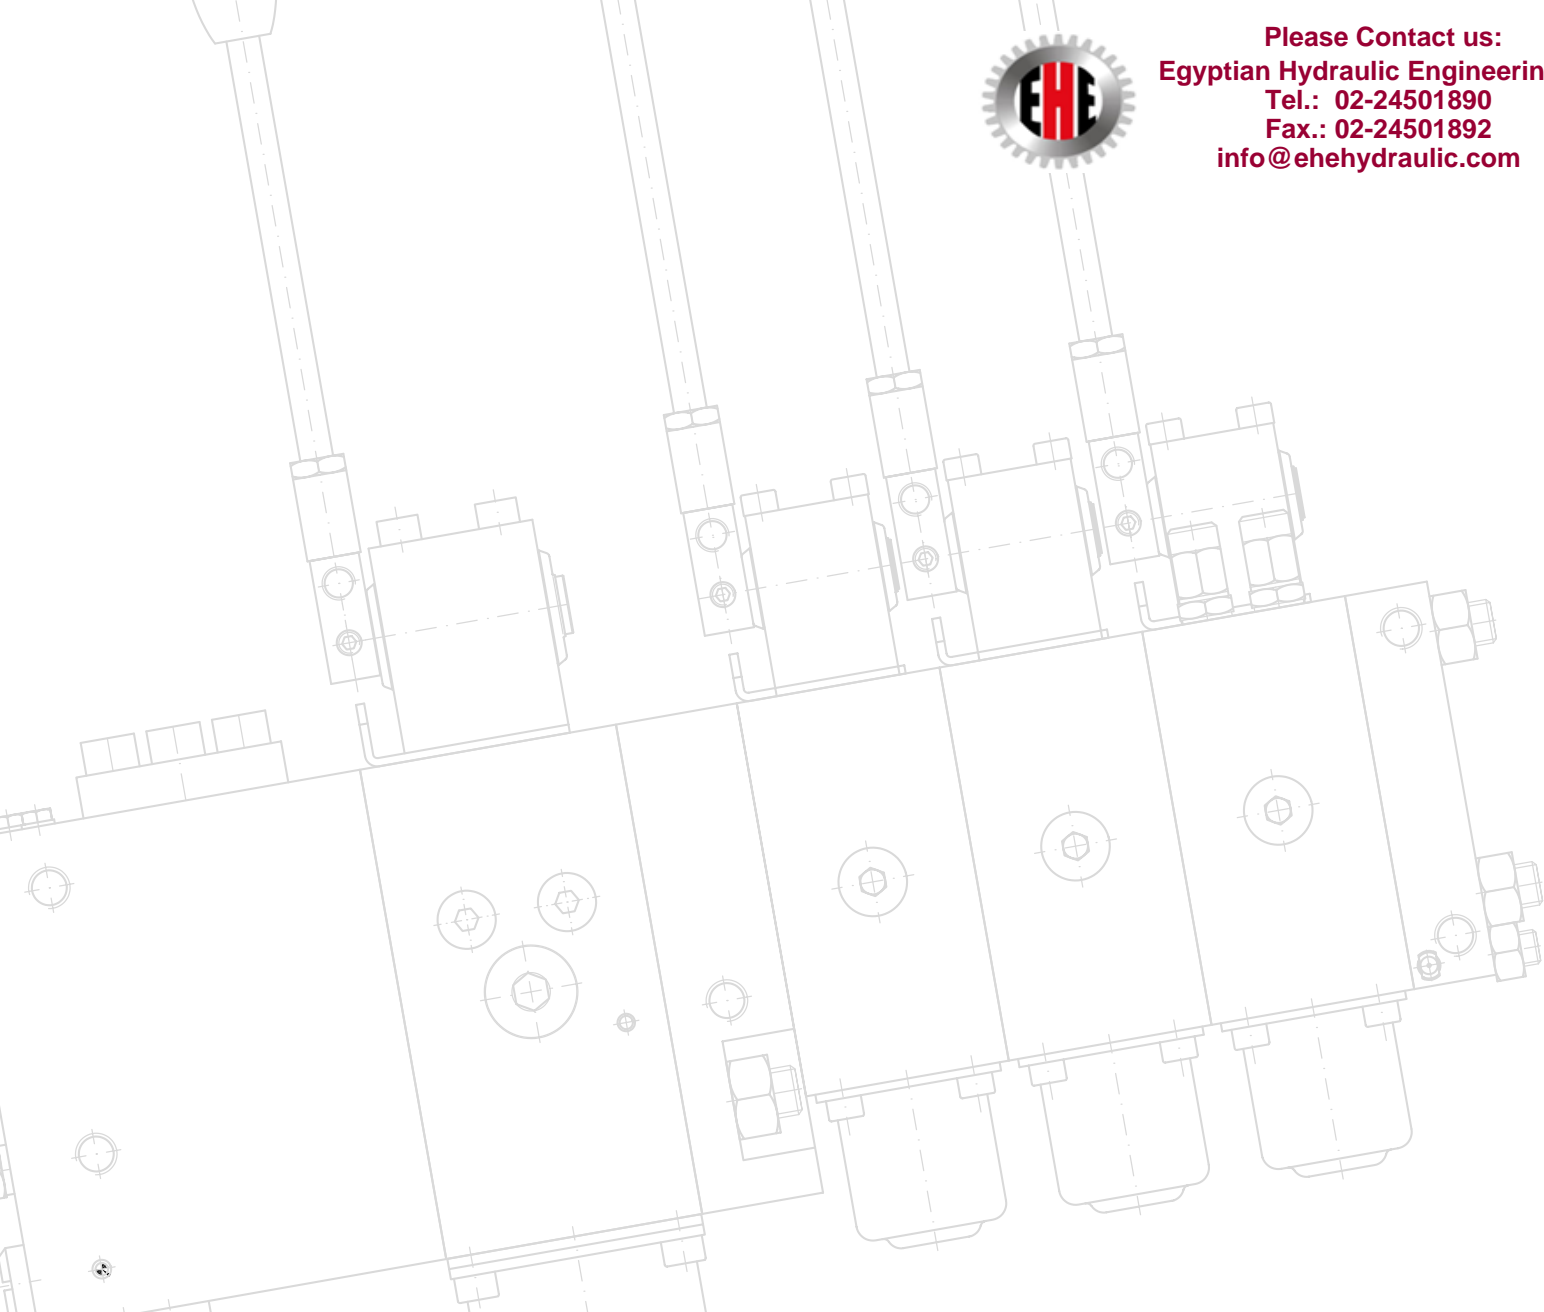 Please Contact us:
Egyptian Hydraulic Engineerin
Tel.: 02-24501890
Fax.: 02-24501892
info@ehehydraulic.com
EHE